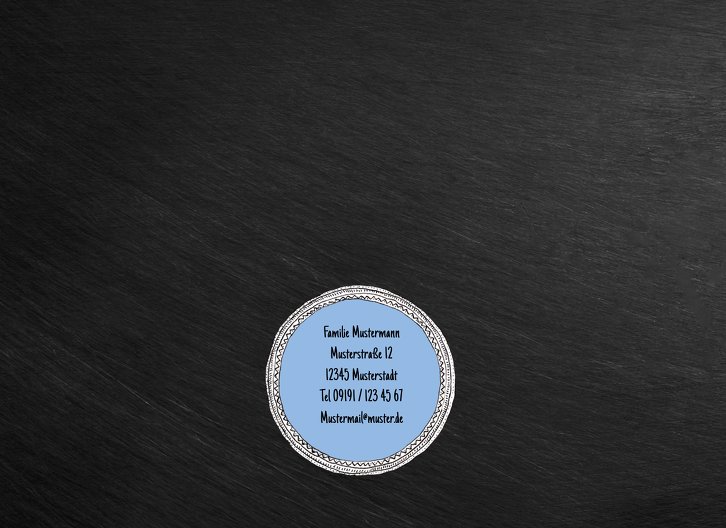 Familie Mustermann
Musterstraße 12
12345 Musterstadt
Tel 09191 / 123 45 67
Mustermail@muster.de